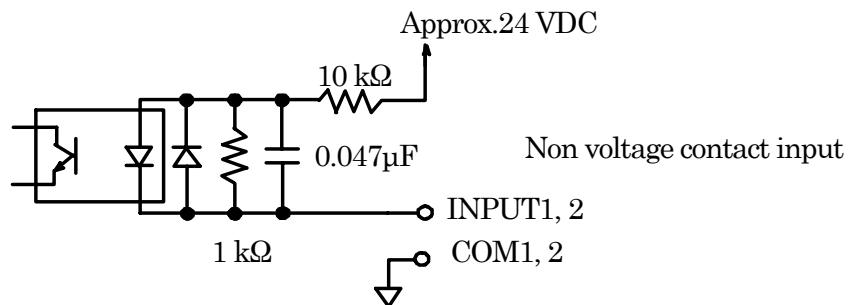 Approx.24 VDC
10 kΩ
0.047µF
Non voltage contact input
INPUT1, 2
1 kΩ
COM1, 2